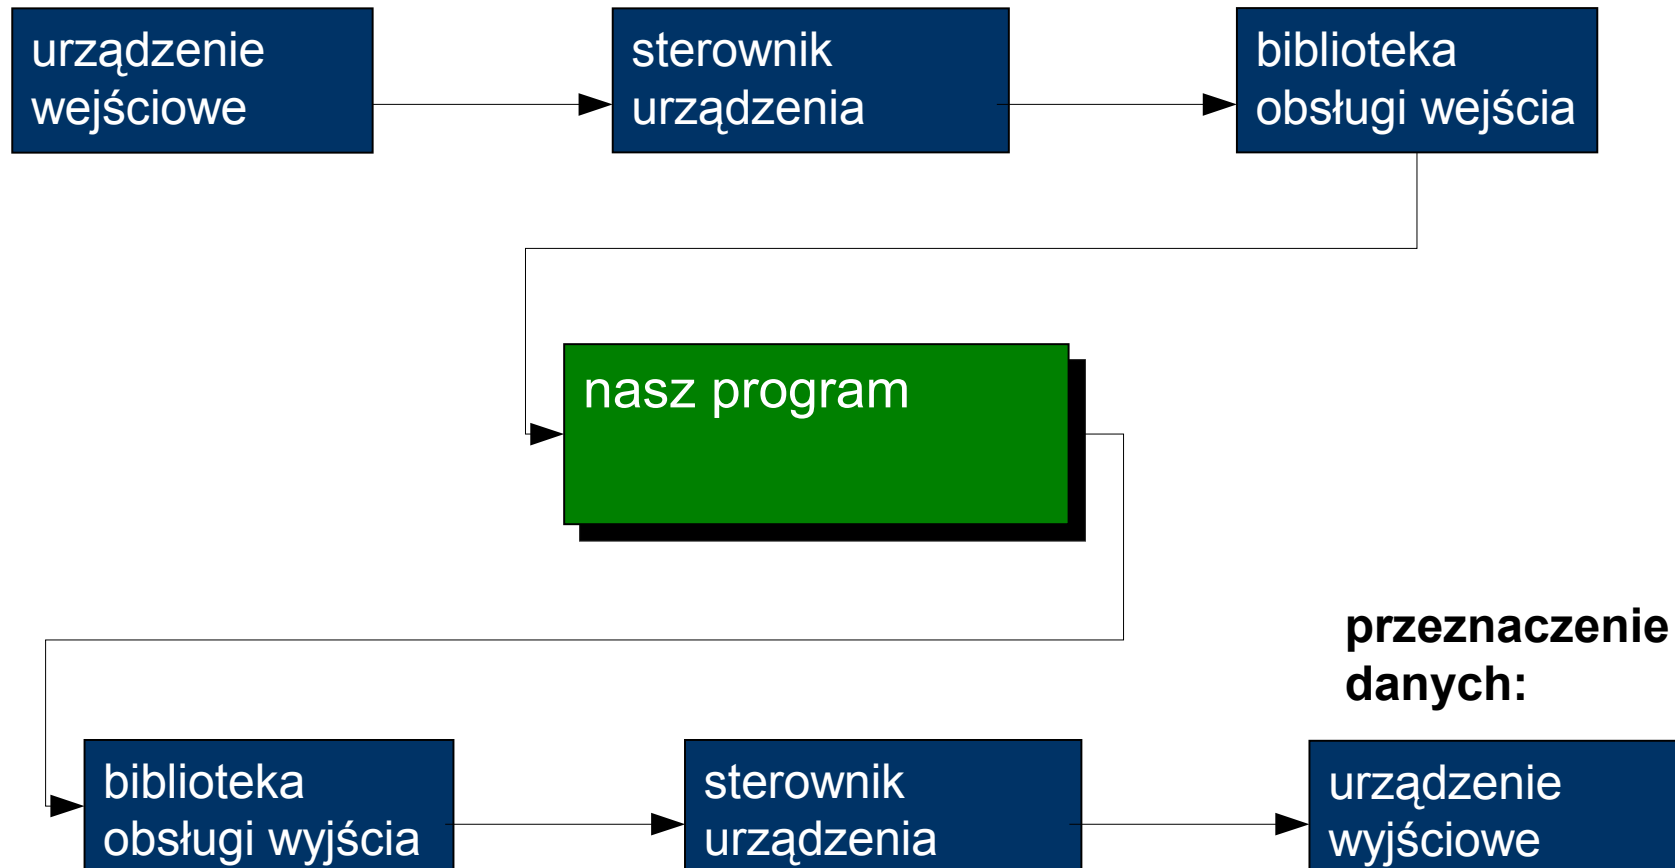 urządzenie
wejściowe
sterownik
urządzenia
biblioteka
obsługi wejścia
nasz program
przeznaczenie
danych:
biblioteka
obsługi wyjścia
sterownik
urządzenia
urządzenie
wyjściowe